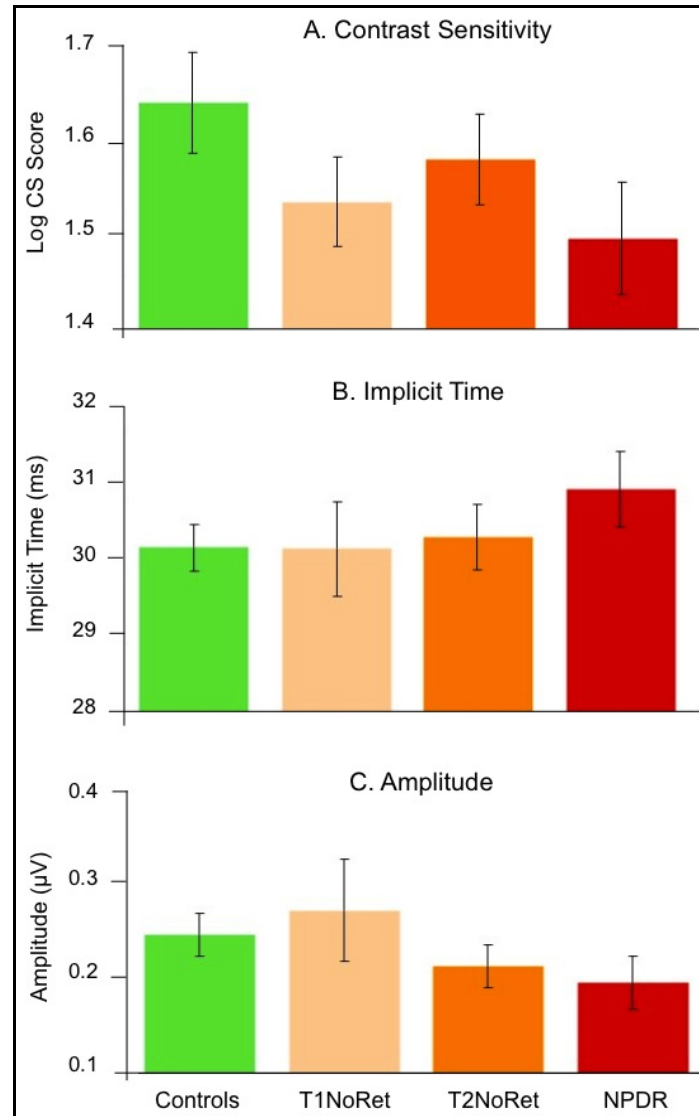 A. Contrast Sensitivity
Log CS Score
1.7
1.6
1.5
1.4
B. Implicit Time
Implicit Time (ms)
32
31
30
29
28
C. Amplitude
Amplitude (µV)
0.4
0.3
0.2
0.1
Controls T1NoRet T2NoRet NPDR